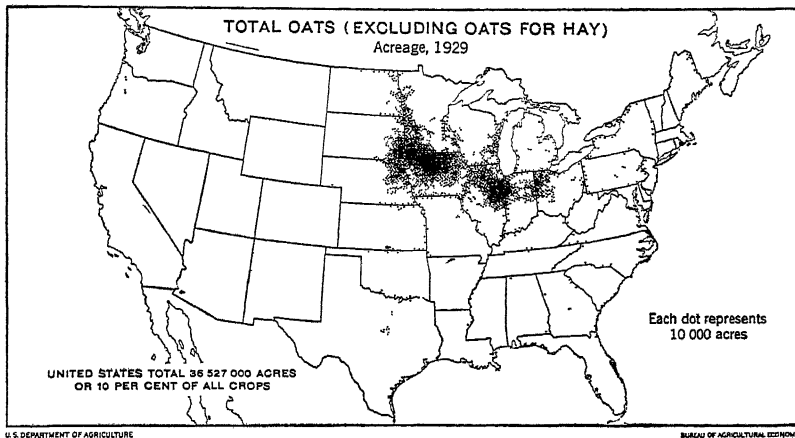 TOTAL OATS (EXCLUDING OATS FOR HAY)
Acreage, 1929
Each dot represents
10 000 acres
UNITED STATES TOTAL 36 527 000 ACRES
OR 10 PER CENT OF ALL CROPS
U. S. DEPARTMENT OF AGRICULTURE
BUREAU OF AGRICULTURAL ECONOM